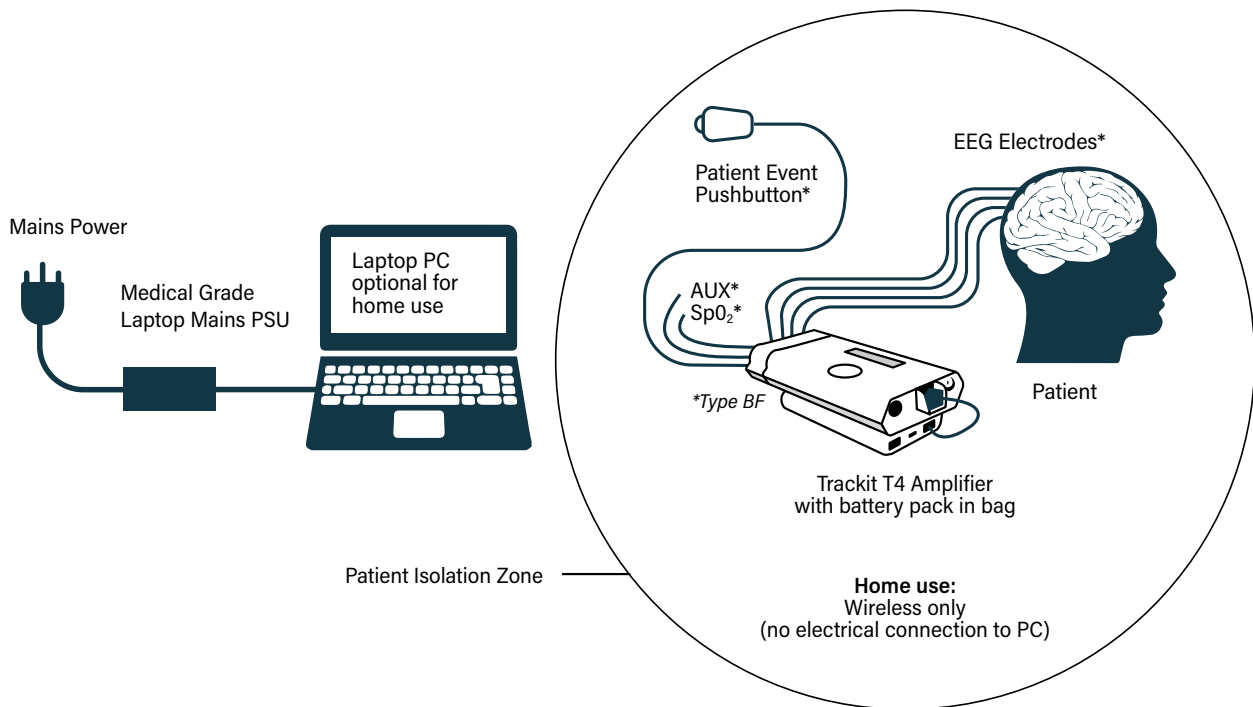 Mains Power
Medical Grade
Laptop Mains PSU
Laptop PC
optional for
home use
Patient Event
Pushbutton*
EEG Electrodes*
AUX*
Sp0₂*
*Type BF
Patient
Trackit T4 Amplifier
with battery pack in bag
Patient Isolation Zone
Home use:
Wireless only
(no electrical connection to PC)